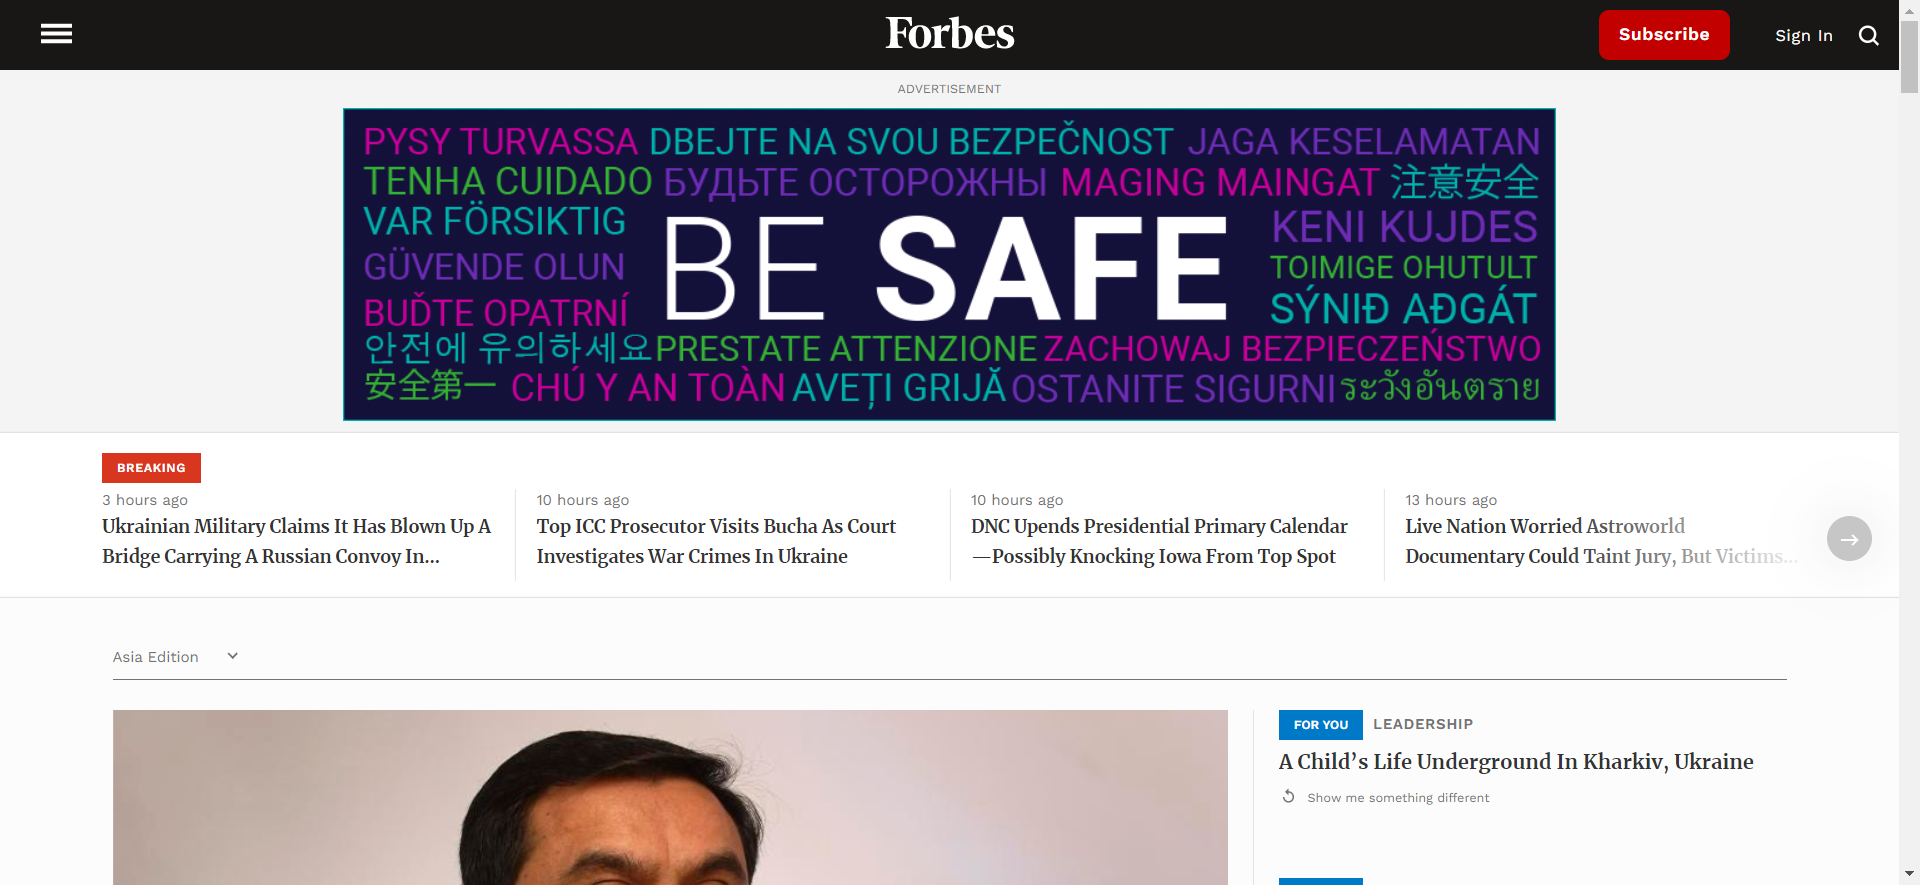 Forbes
Subscribe
Sign In
ADVERTISEMENT
PYSY TURVASSA DBEJTE NA SVOU BEZPEČNOST JAGA KESELAMATAN
TENHA CUIDADO БУДЬТЕ ОСТОРОЖНЫ MAGING MAINGAT 注意安全
VAR FÖRSIKTIG
KENI KUJDES
GÜVENDE OLUN
BE SAFE
TOIMIGE OHUTULT
BUĎTE OPATRNÍ
SÝNIÐ AÐGÁT
안전에 유의하세요 PRESTATE ATTENZIONE ZACHOWAJ BEZPIECZEŃSTWO
安全第一 CHÚ Ý AN TOÀN AVEȚI GRIJĂ OSTANITE SIGURNI ระวังอันตราย
BREAKING
3 hours ago
Ukrainian Military Claims It Has Blown Up A
Bridge Carrying A Russian Convoy In...
10 hours ago
Top ICC Prosecutor Visits Bucha As Court
Investigates War Crimes In Ukraine
10 hours ago
DNC Upends Presidential Primary Calendar
—Possibly Knocking Iowa From Top Spot
13 hours ago
Live Nation Worried Astroworld
Documentary Could Taint Jury, But Victims...
Asia Edition
FOR YOU LEADERSHIP
A Child’s Life Underground In Kharkiv, Ukraine
Show me something different